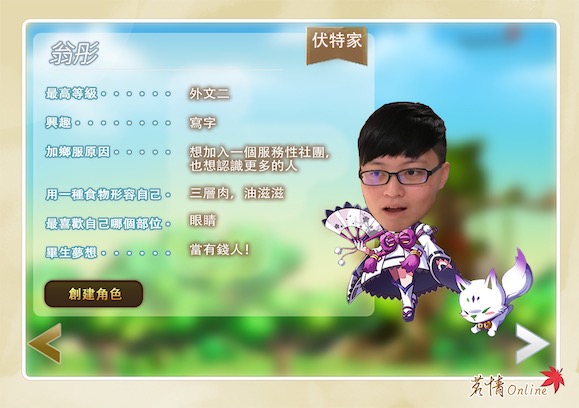 伏特家
翁彤
最高等級・・・・・・ 外文二
興趣・・・・・・・・ 寫字
加鄉服原因・・・・・ 想加入一個服務性社團,
也想認識更多的人
用一種食物形容自己・ 三層肉, 油滋滋
最喜歡自己哪個部位・ 眼睛
畢生夢想・・・・・・ 當有錢人!
創建角色
茗情Online